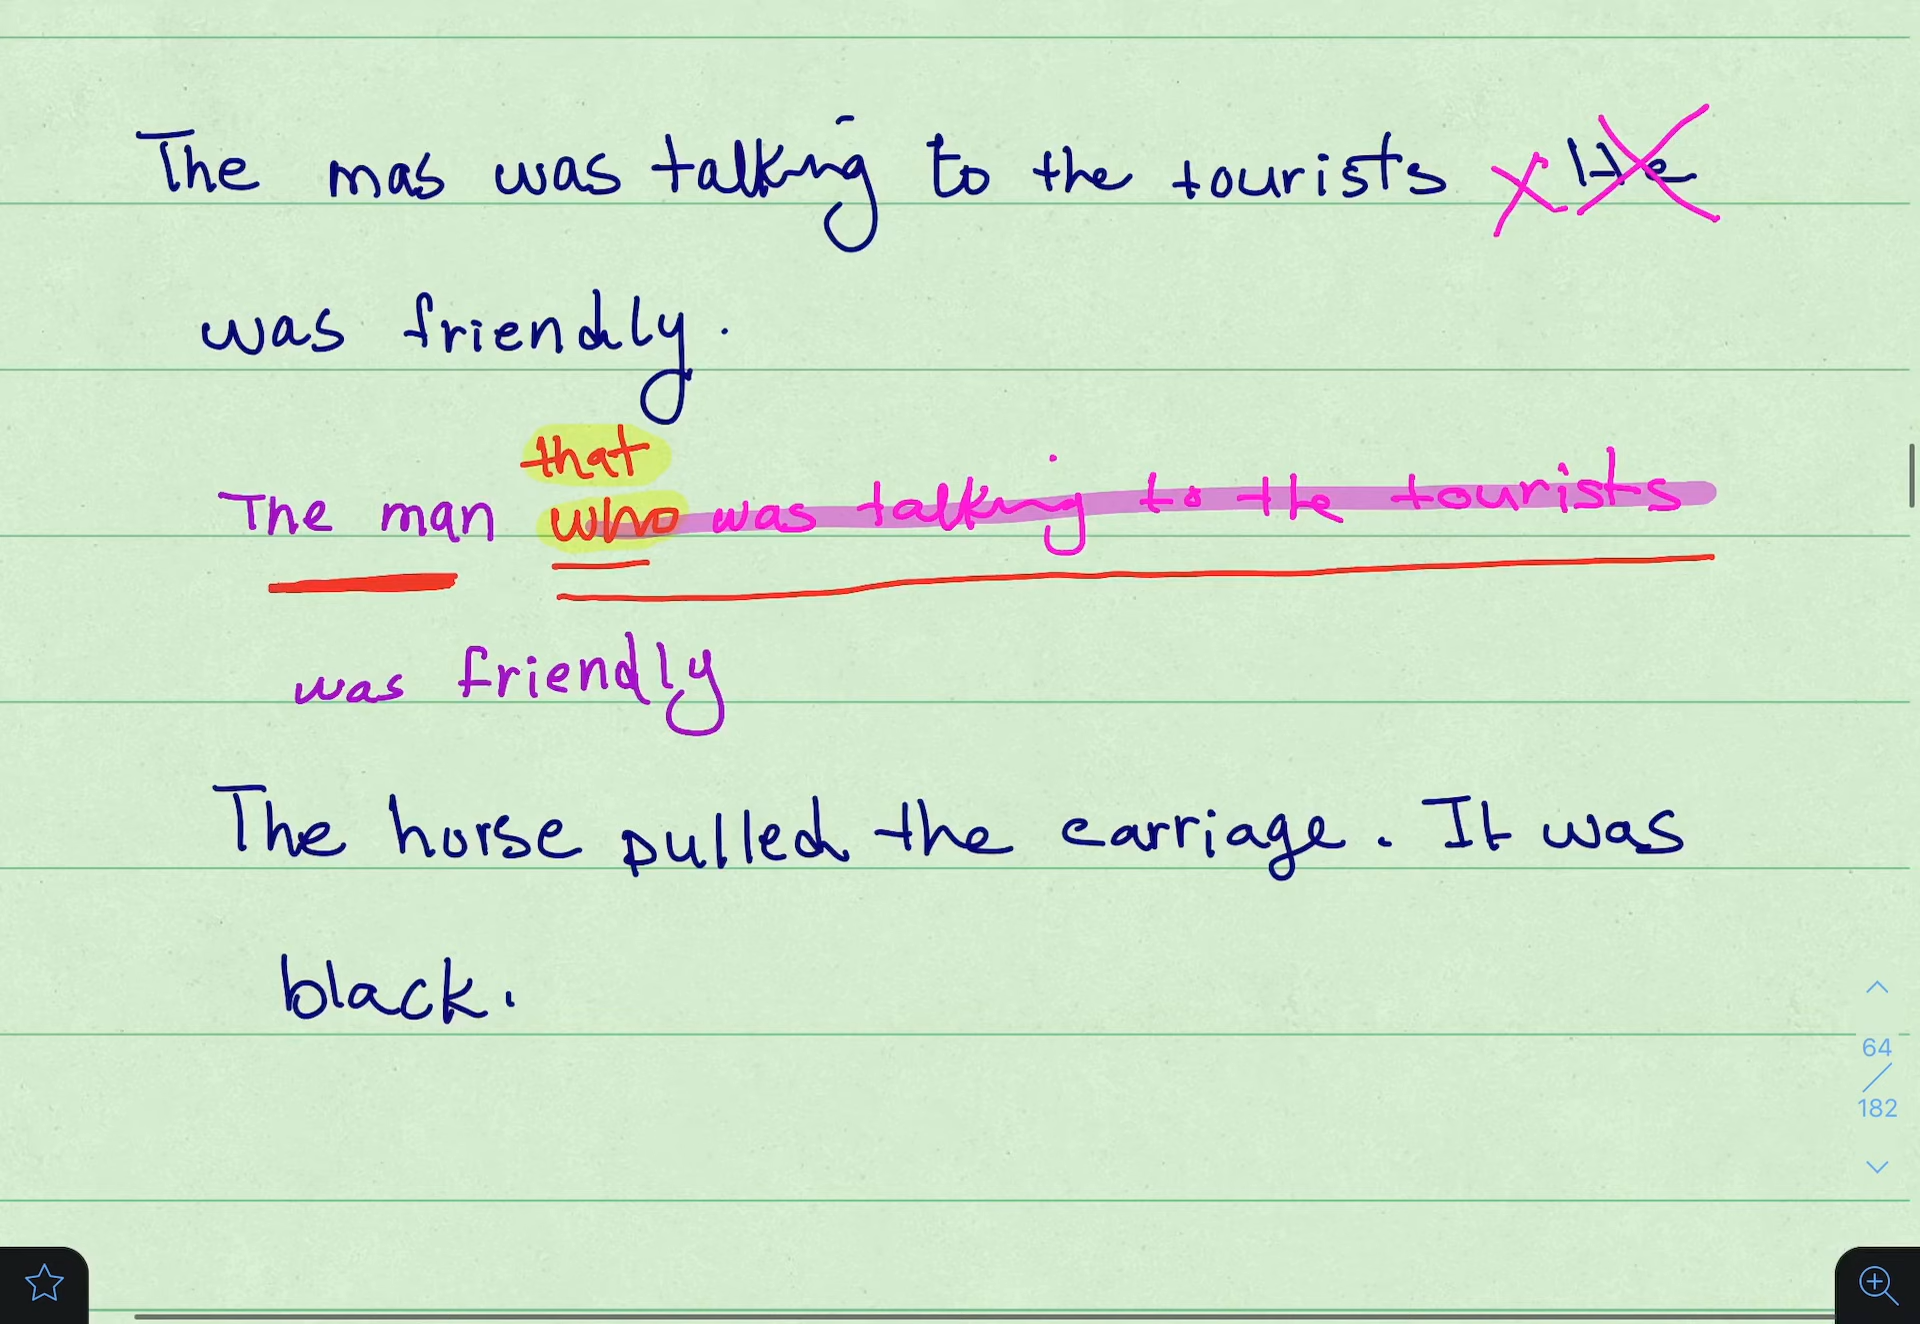 The mas was talking to the tourists He
was friendly.
that
The man who was talking to the tourists
was friendly
The horse pulled the carriage. It was
black.
64
/
182